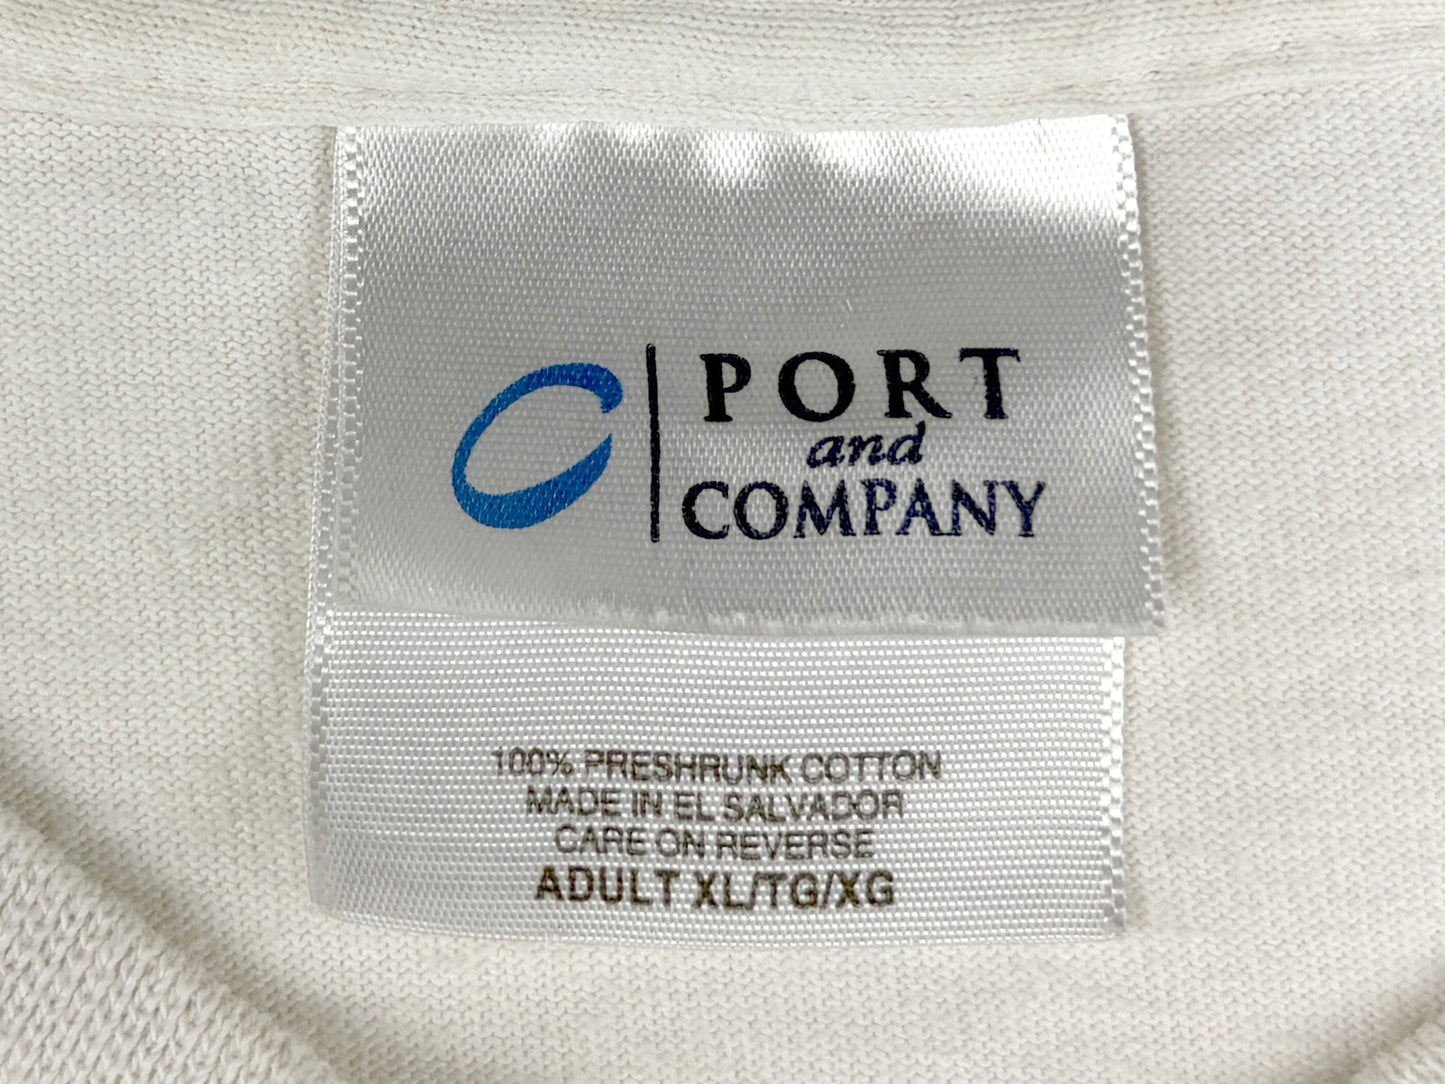 PORT
and
COMPANY
100% PRESHRUNK COTTON
MADE IN EL SALVADOR
CARE ON REVERSE
ADULT XL/TG/XG